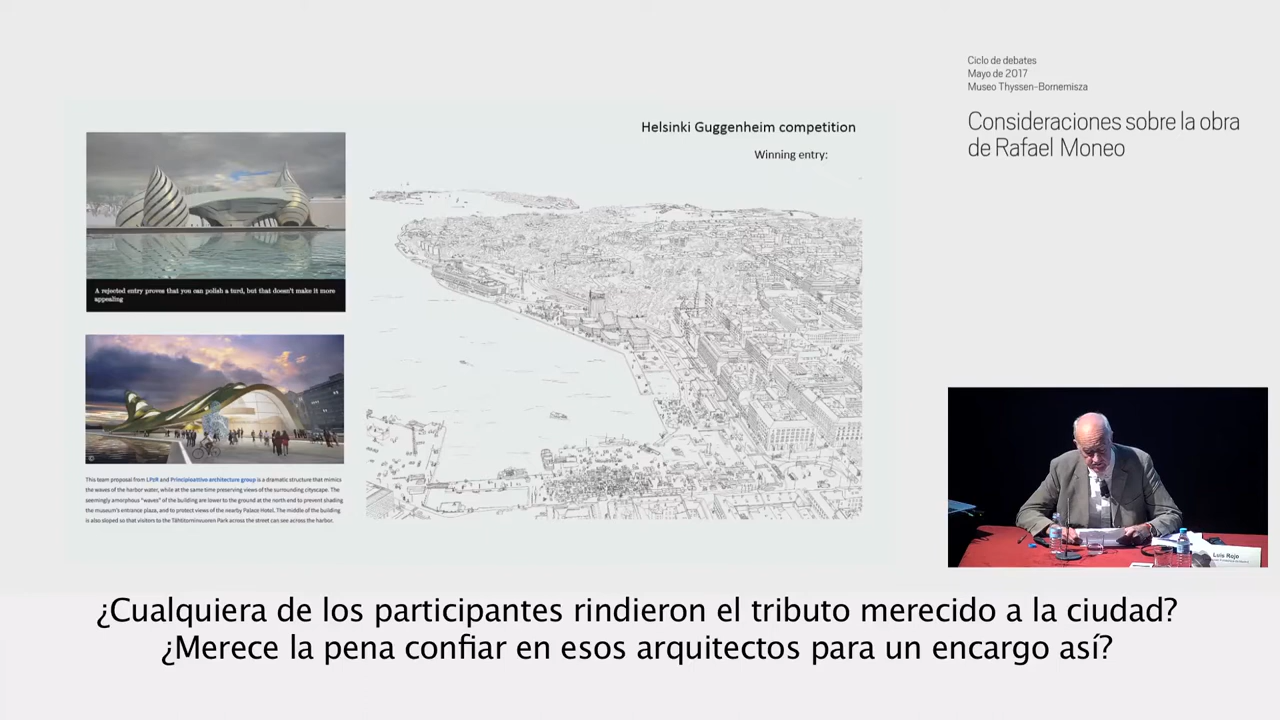 Ciclo de debates
Mayo de 2017
Museo Thyssen-Bornemisza
Consideraciones sobre la obra
de Rafael Moneo
Helsinki Guggenheim competition
Winning entry:
A rejected entry proves that you can polish a turd, but that doesn't make it more
appealing
This team proposal from LPzR and Principioattivo architecture group is a dramatic structure that mimics
the waves of the harbor water, while at the same time preserving views of the surrounding cityscape. The
seemingly amorphous "waves" of the building are lower to the ground at the north end to prevent shading
the museum's entrance plaza, and to protect views of the nearby Palace Hotel. The middle of the building
is also sloped so that visitors to the Tähtitorninvuoren Park across the street can see across the harbor.
Luis Rojo
¿Cualquiera de los participantes rindieron el tributo merecido a la ciudad?
¿Merece la pena confiar en esos arquitectos para un encargo así?